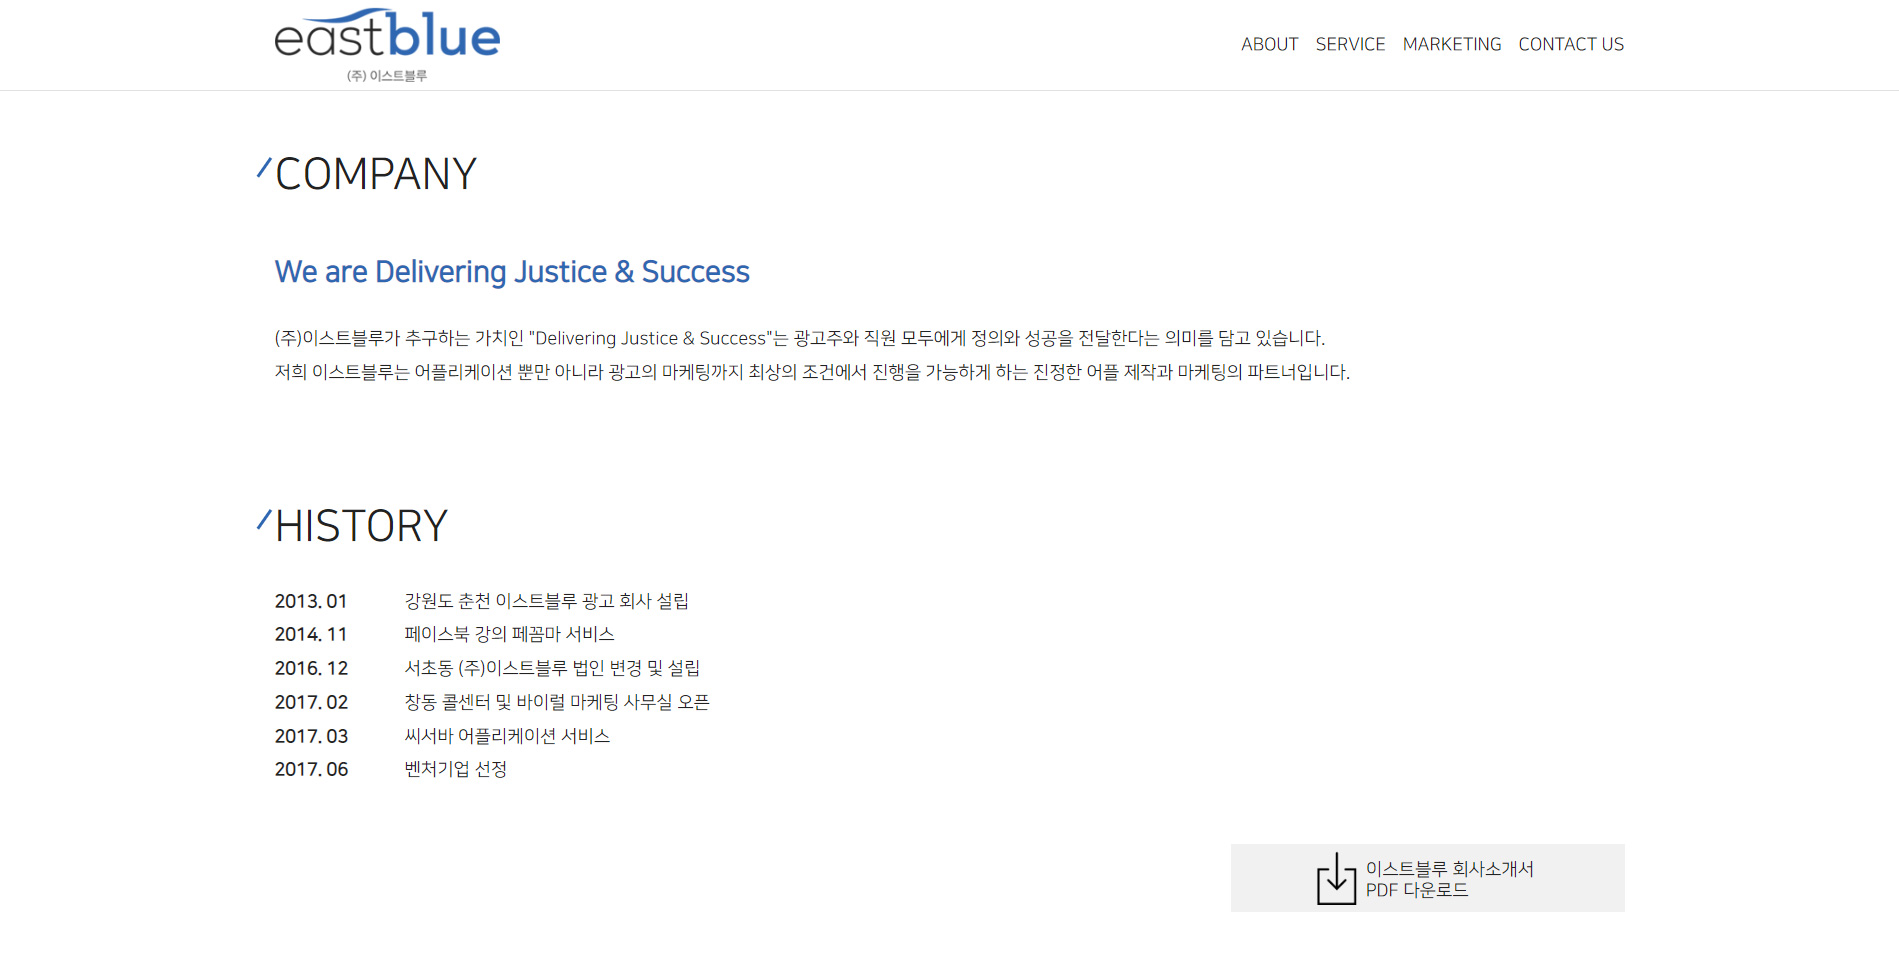 eastblue
(주) 이스트블루
ABOUT SERVICE MARKETING CONTACT US
COMPANY
We are Delivering Justice & Success
(주)이스트블루가 추구하는 가치인 "Delivering Justice & Success"는 광고주와 직원 모두에게 정의와 성공을 전달한다는 의미를 담고 있습니다.
저희 이스트블루는 어플리케이션 뿐만 아니라 광고의 마케팅까지 최상의 조건에서 진행을 가능하게 하는 진정한 어플 제작과 마케팅의 파트너입니다.
HISTORY
2013. 01 강원도 춘천 이스트블루 광고 회사 설립
2014. 11 페이스북 강의 페꼼마 서비스
2016. 12 서초동 (주)이스트블루 법인 변경 및 설립
2017. 02 창동 콜센터 및 바이럴 마케팅 사무실 오픈
2017. 03 씨서바 어플리케이션 서비스
2017. 06 벤처기업 선정
이스트블루 회사소개서
PDF 다운로드